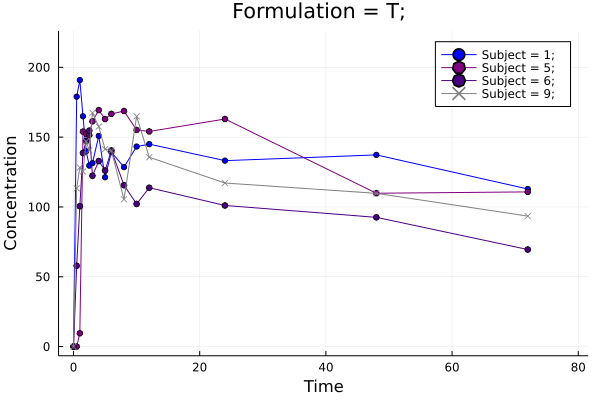 Formulation = T;
Subject = 1;
Subject = 5;
Subject = 6;
Subject = 9;
200
150
100
50
0
Concentration
0 20 40 60 80
Time